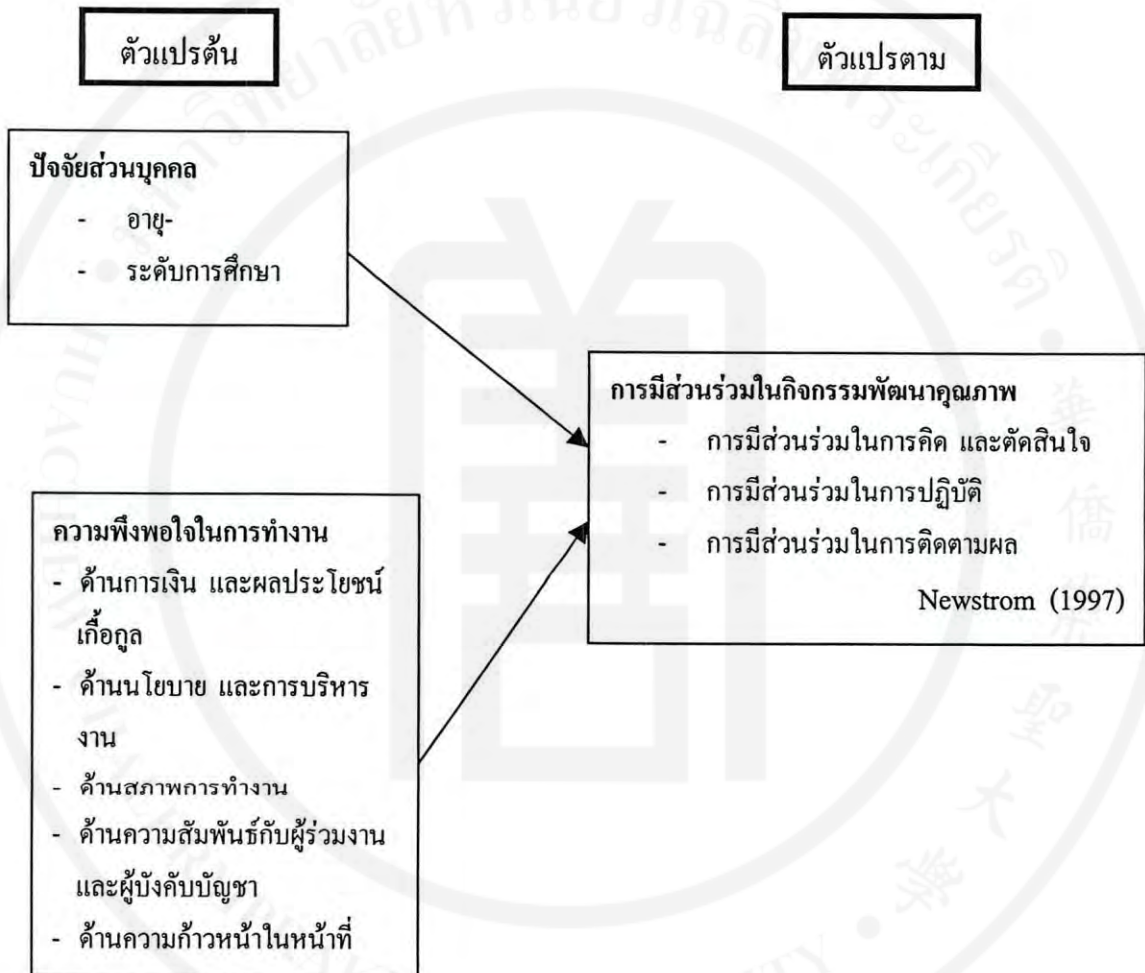 ตัวแปรต้น
ตัวแปรตาม
ปัจจัยส่วนบุคคล
- อายุ-
- ระดับการศึกษา
การมีส่วนร่วมในกิจกรรมพัฒนาคุณภาพ
- การมีส่วนร่วมในการคิด และตัดสินใจ
- การมีส่วนร่วมในการปฏิบัติ
- การมีส่วนร่วมในการติดตามผล
Newstrom (1997)
ความพึงพอใจในการทำงาน
- ด้านการเงิน และผลประโยชน์
เกื้อกูล
- ด้านนโยบาย และการบริหาร
งาน
- ด้านสภาพการทำงาน
- ด้านความสัมพันธ์กับผู้ร่วมงาน
และผู้บังคับบัญชา
- ด้านความก้าวหน้าในหน้าที่